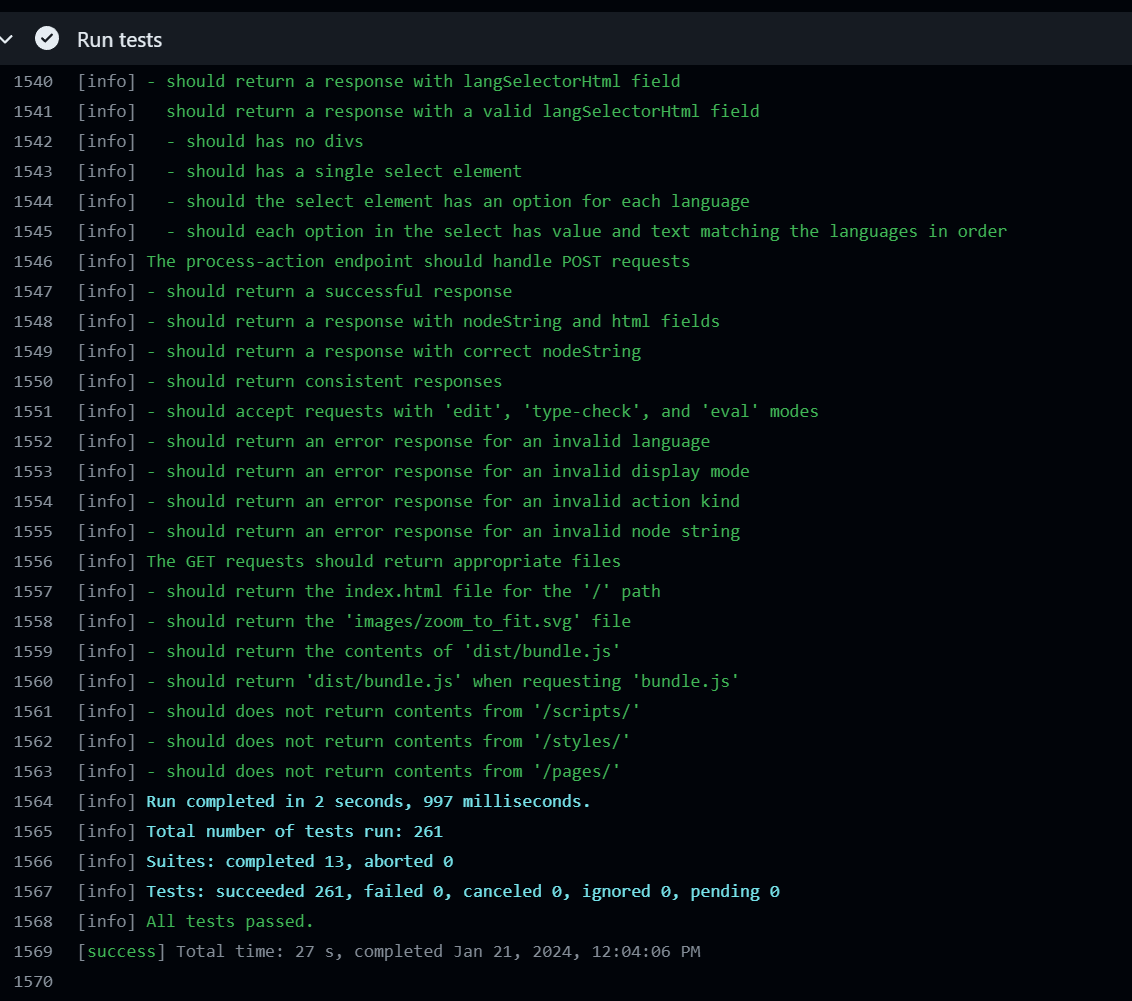 Run tests
1540 [info] - should return a response with langSelectorHtml field
1541 [info]   should return a response with a valid langSelectorHtml field
1542 [info]   - should has no divs
1543 [info]   - should has a single select element
1544 [info]   - should the select element has an option for each language
1545 [info]   - should each option in the select has value and text matching the languages in order
1546 [info] The process-action endpoint should handle POST requests
1547 [info] - should return a successful response
1548 [info] - should return a response with nodeString and html fields
1549 [info] - should return a response with correct nodeString
1550 [info] - should return consistent responses
1551 [info] - should accept requests with 'edit', 'type-check', and 'eval' modes
1552 [info] - should return an error response for an invalid language
1553 [info] - should return an error response for an invalid display mode
1554 [info] - should return an error response for an invalid action kind
1555 [info] - should return an error response for an invalid node string
1556 [info] The GET requests should return appropriate files
1557 [info] - should return the index.html file for the '/' path
1558 [info] - should return the 'images/zoom_to_fit.svg' file
1559 [info] - should return the contents of 'dist/bundle.js'
1560 [info] - should return 'dist/bundle.js' when requesting 'bundle.js'
1561 [info] - should does not return contents from '/scripts/'
1562 [info] - should does not return contents from '/styles/'
1563 [info] - should does not return contents from '/pages/'
1564 [info] Run completed in 2 seconds, 997 milliseconds.
1565 [info] Total number of tests run: 261
1566 [info] Suites: completed 13, aborted 0
1567 [info] Tests: succeeded 261, failed 0, canceled 0, ignored 0, pending 0
1568 [info] All tests passed.
1569 [success] Total time: 27 s, completed Jan 21, 2024, 12:04:06 PM
1570